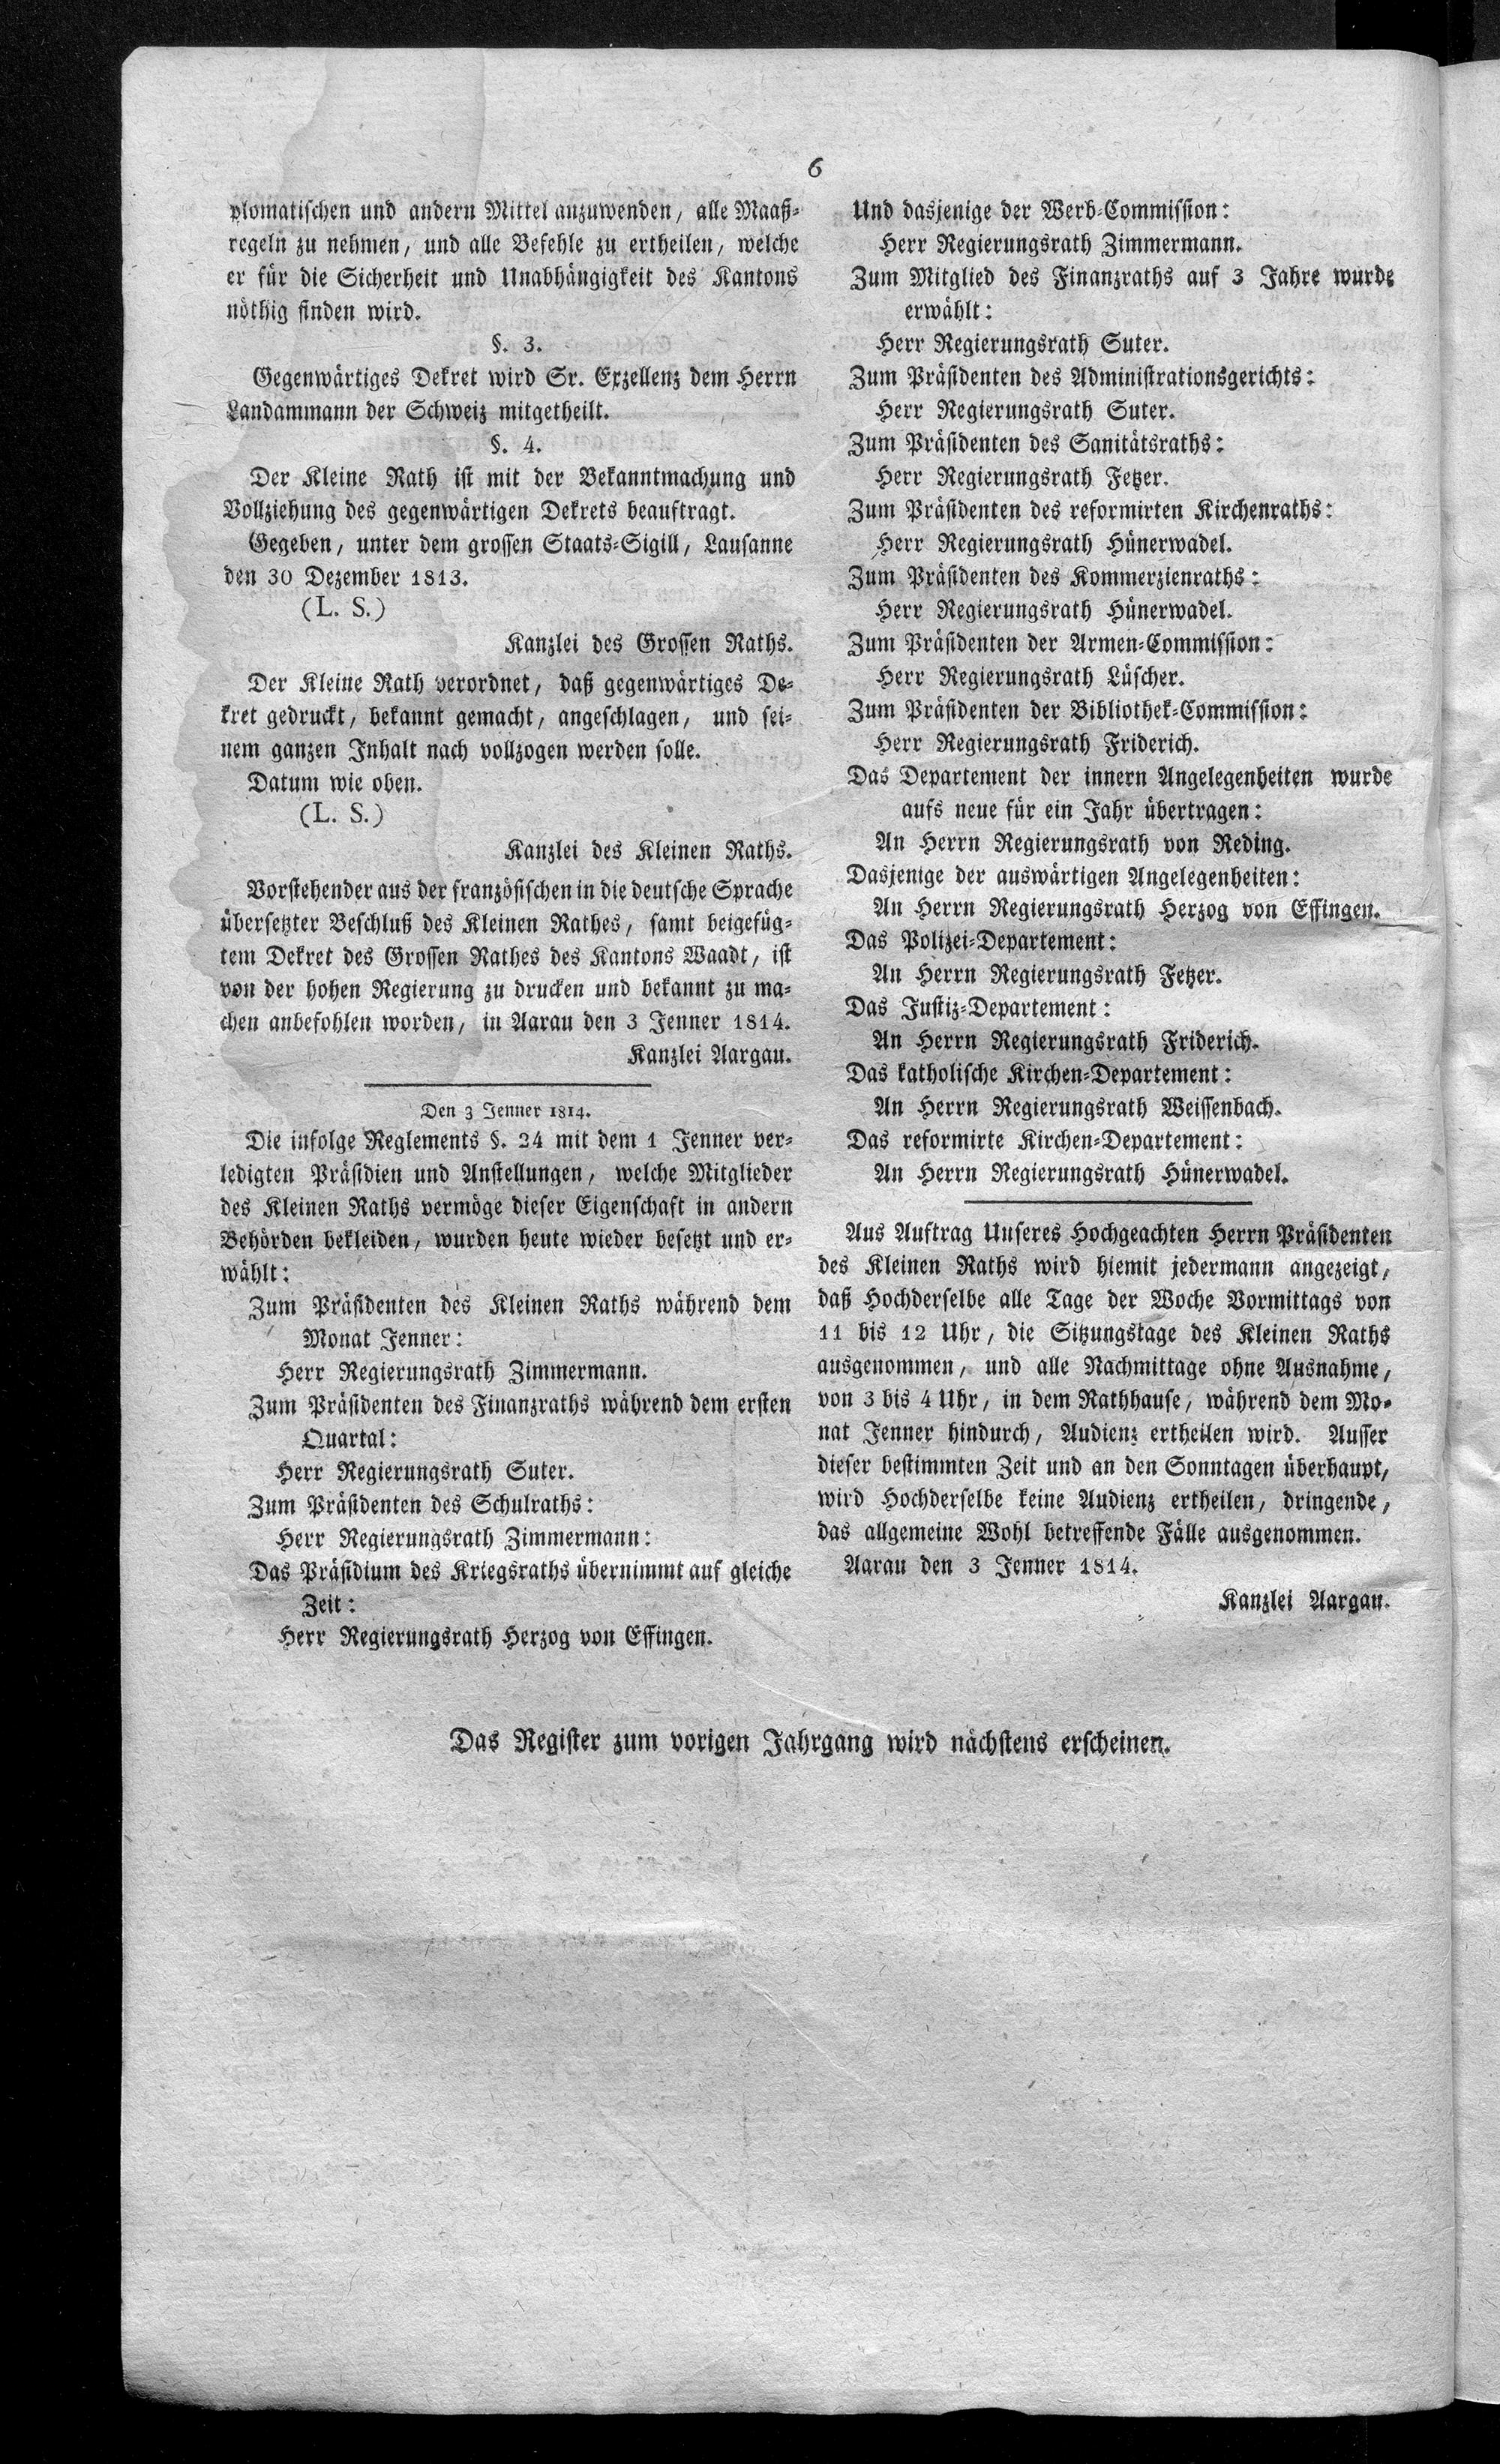 6
plomatischen und andern Mittel anzuwenden, alle Maaß-
regeln zu nehmen, und alle Befehle zu ertheilen, welche
er für die Sicherheit und Unabhängigkeit des Kantons
nöthig finden wird.
§. 3.
Gegenwärtiges Dekret wird Sr. Exzellenz dem Herrn
Landammann der Schweiz mitgetheilt.
§. 4.
Der Kleine Rath ist mit der Bekanntmachung und
Vollziehung des gegenwärtigen Dekrets beauftragt.
Gegeben, unter dem grossen Staats-Sigill, Lausanne
den 30 Dezember 1813.
(L. S.)
Kanzlei des Grossen Raths.
Der Kleine Rath verordnet, daß gegenwärtiges De-
kret gedruckt, bekannt gemacht, angeschlagen, und sei-
nem ganzen Inhalt nach vollzogen werden solle.
Datum wie oben.
(L. S.)
Kanzlei des Kleinen Raths.
Vorstehender aus der französischen in die deutsche Sprache
übersetzter Beschluß des Kleinen Rathes, samt beigefüg-
tem Dekret des Grossen Rathes des Kantons Waadt, ist
von der hohen Regierung zu drucken und bekannt zu ma-
chen anbefohlen worden, in Aarau den 3 Jenner 1814.
Kanzlei Aargau.
Den 3 Jenner 1814.
Die infolge Reglements §. 24 mit dem 1 Jenner ver-
ledigten Präsidien und Anstellungen, welche Mitglieder
des Kleinen Raths vermöge dieser Eigenschaft in andern
Behörden bekleiden, wurden heute wieder besetzt und er-
wählt:
Zum Präsidenten des Kleinen Raths während dem
Monat Jenner:
Herr Regierungsrath Zimmermann.
Zum Präsidenten des Finanzraths während dem ersten
Quartal:
Herr Regierungsrath Suter.
Zum Präsidenten des Schulraths:
Herr Regierungsrath Zimmermann:
Das Präsidium des Kriegsraths übernimmt auf gleiche
Zeit:
Herr Regierungsrath Herzog von Effingen.
Und dasjenige der Werb-Commission:
Herr Regierungsrath Zimmermann.
Zum Mitglied des Finanzraths auf 3 Jahre wurde
erwählt:
Herr Regierungsrath Suter.
Zum Präsidenten des Administrationsgerichts:
Herr Regierungsrath Suter.
Zum Präsidenten des Sanitätsraths:
Herr Regierungsrath Fetzer.
Zum Präsidenten des reformirten Kirchenraths:
Herr Regierungsrath Hünerwadel.
Zum Präsidenten des Kommerzienraths:
Herr Regierungsrath Hünerwadel.
Zum Präsidenten der Armen-Commission:
Herr Regierungsrath Lüscher.
Zum Präsidenten der Bibliothek-Commission:
Herr Regierungsrath Friderich.
Das Departement der innern Angelegenheiten wurde
aufs neue für ein Jahr übertragen:
An Herrn Regierungsrath von Reding.
Dasjenige der auswärtigen Angelegenheiten:
An Herrn Regierungsrath Herzog von Effingen.
Das Polizei-Departement:
An Herrn Regierungsrath Fetzer.
Das Justiz-Departement:
An Herrn Regierungsrath Friderich.
Das katholische Kirchen-Departement:
An Herrn Regierungsrath Weissenbach.
Das reformirte Kirchen-Departement:
An Herrn Regierungsrath Hünerwadel.
Aus Auftrag Unseres Hochgeachten Herrn Präsidenten
des Kleinen Raths wird hiemit jedermann angezeigt,
daß Hochderselbe alle Tage der Woche Vormittags von
11 bis 12 Uhr, die Sitzungstage des Kleinen Raths
ausgenommen, und alle Nachmittage ohne Ausnahme,
von 3 bis 4 Uhr, in dem Rathhause, während dem Mo-
nat Jenner hindurch, Audienz ertheilen wird. Ausser
dieser bestimmten Zeit und an den Sonntagen überhaupt,
wird Hochderselbe keine Audienz ertheilen, dringende,
das allgemeine Wohl betreffende Fälle ausgenommen.
Aarau den 3 Jenner 1814.
Kanzlei Aargau.
Das Register zum vorigen Jahrgang wird nächstens erscheinen.